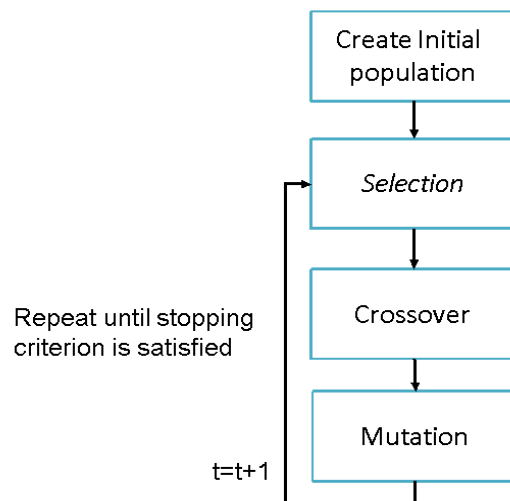 Create Initial
population
Selection
Crossover
Repeat until stopping
criterion is satisfied
Mutation
t=t+1